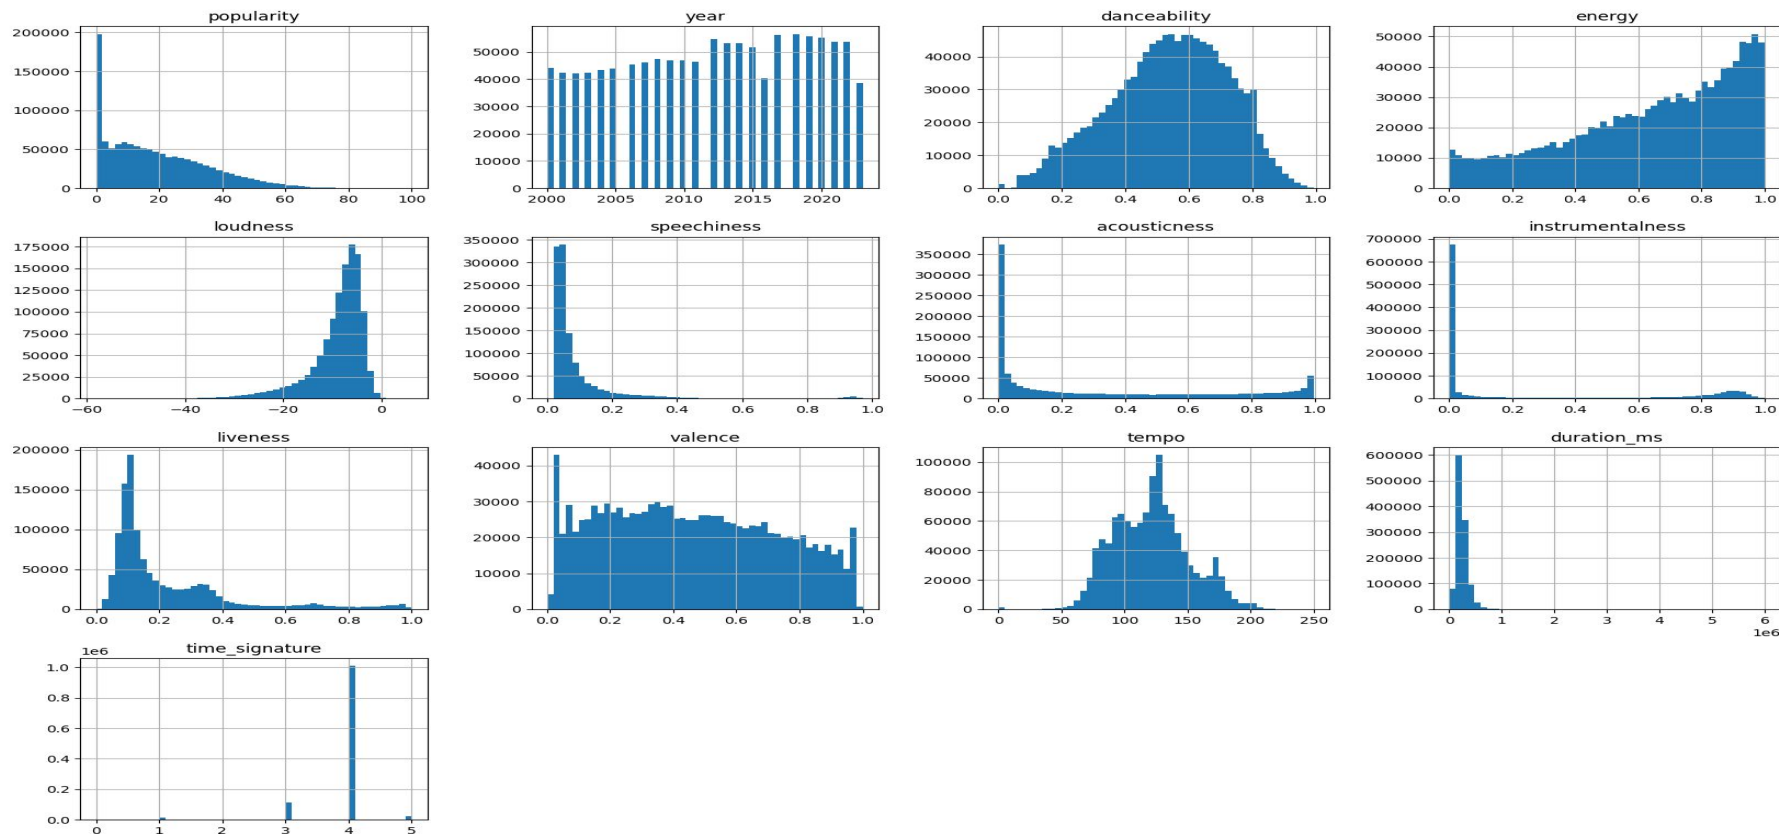 popularity
200000
150000
100000
50000
0
0 20 40 60 80 100
year
50000
40000
30000
20000
10000
0
2000 2005 2010 2015 2020
danceability
40000
30000
20000
10000
0
0.0 0.2 0.4 0.6 0.8 1.0
energy
50000
40000
30000
20000
10000
0
0.0 0.2 0.4 0.6 0.8 1.0
loudness
175000
150000
125000
100000
75000
50000
25000
0
−60 −40 −20 0
speechiness
350000
300000
250000
200000
150000
100000
50000
0
0.0 0.2 0.4 0.6 0.8 1.0
acousticness
350000
300000
250000
200000
150000
100000
50000
0
0.0 0.2 0.4 0.6 0.8 1.0
instrumentalness
700000
600000
500000
400000
300000
200000
100000
0
0.0 0.2 0.4 0.6 0.8 1.0
liveness
200000
150000
100000
50000
0
0.0 0.2 0.4 0.6 0.8 1.0
valence
40000
30000
20000
10000
0
0.0 0.2 0.4 0.6 0.8 1.0
tempo
100000
80000
60000
40000
20000
0
0 50 100 150 200 250
duration_ms
600000
500000
400000
300000
200000
100000
0
0 1 2 3 4 5 6
1e6
time_signature
1e6
1.0
0.8
0.6
0.4
0.2
0.0
0 1 2 3 4 5